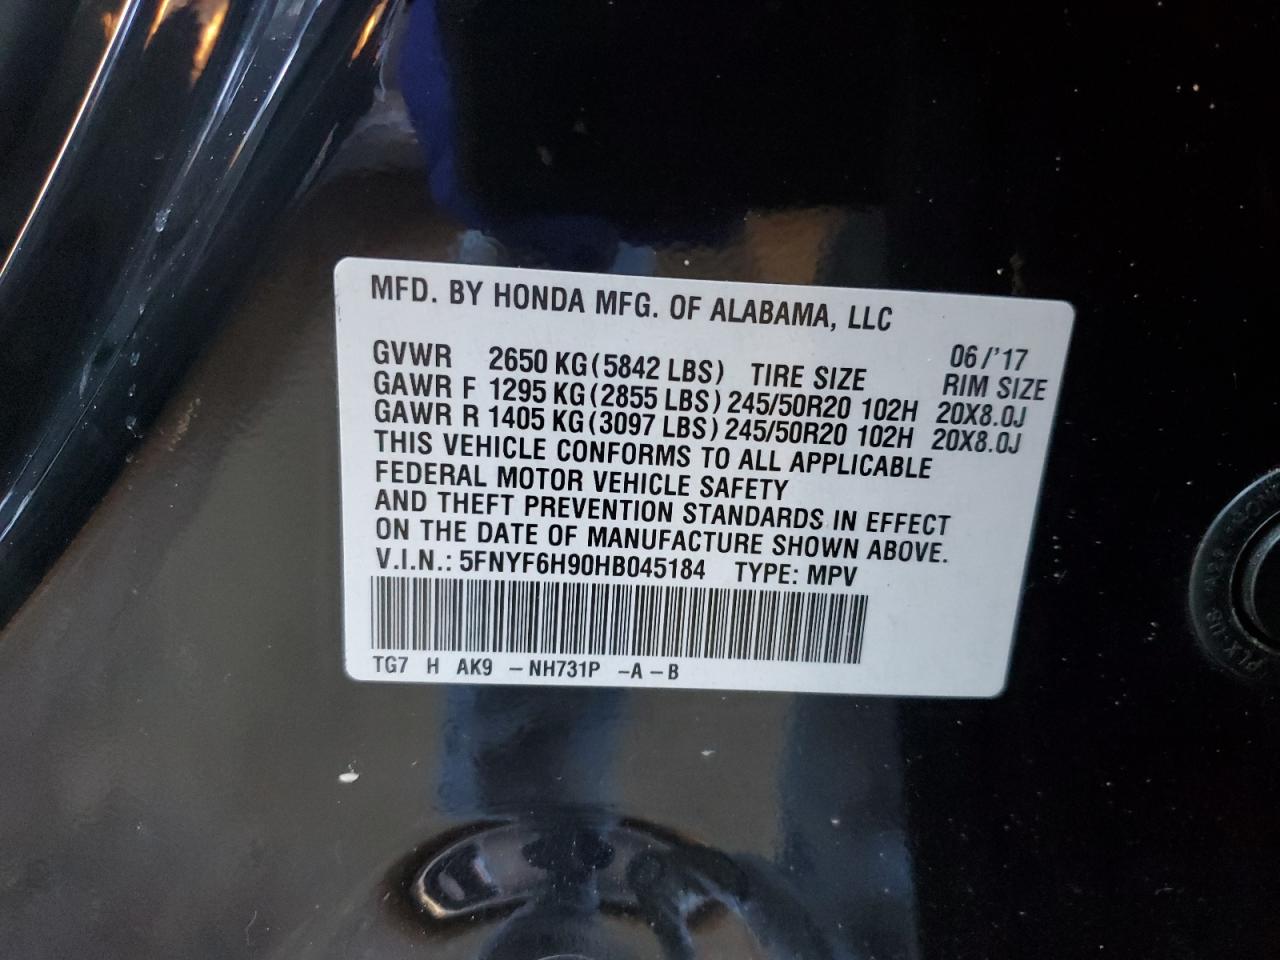 MFD. BY HONDA MFG. OF ALABAMA, LLC
06/'17
GVWR 2650 KG(5842 LBS) TIRE SIZE RIM SIZE
GAWR F 1295 KG(2855 LBS) 245/50R20 102H 20X8.0J
GAWR R 1405 KG(3097 LBS) 245/50R20 102H 20X8.0J
THIS VEHICLE CONFORMS TO ALL APPLICABLE
FEDERAL MOTOR VEHICLE SAFETY
AND THEFT PREVENTION STANDARDS IN EFFECT
ON THE DATE OF MANUFACTURE SHOWN ABOVE.
V.I.N.: 5FNYF6H90HB045184 TYPE: MPV
TG7 H AK9 -NH731P -A-B